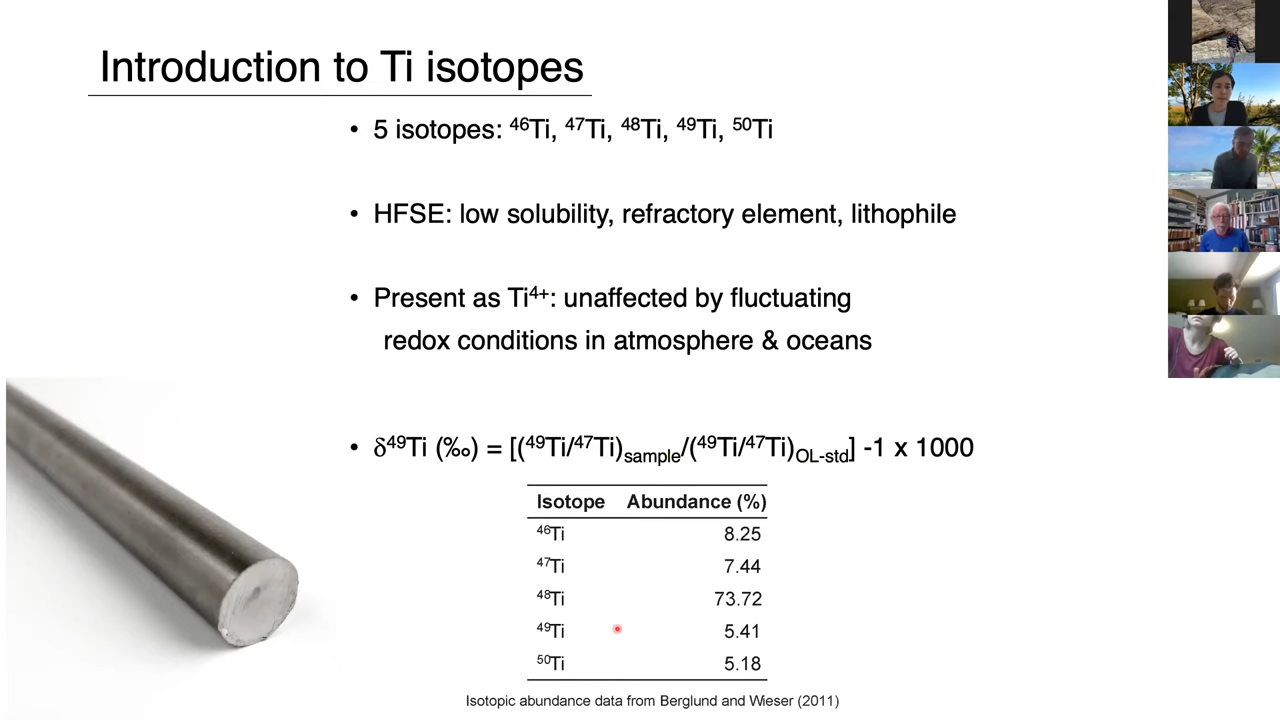 Introduction to Ti isotopes
• 5 isotopes: ⁴⁶Ti, ⁴⁷Ti, ⁴⁸Ti, ⁴⁹Ti, ⁵⁰Ti
• HFSE: low solubility, refractory element, lithophile
• Present as Ti⁴⁺: unaffected by fluctuating
redox conditions in atmosphere & oceans
• δ⁴⁹Ti (‰) = [(⁴⁹Ti/⁴⁷Ti)sample/(⁴⁹Ti/⁴⁷Ti)OL-std] -1 x 1000
Isotope Abundance (%)
⁴⁶Ti 8.25
⁴⁷Ti 7.44
⁴⁸Ti 73.72
⁴⁹Ti 5.41
⁵⁰Ti 5.18
Isotopic abundance data from Berglund and Wieser (2011)